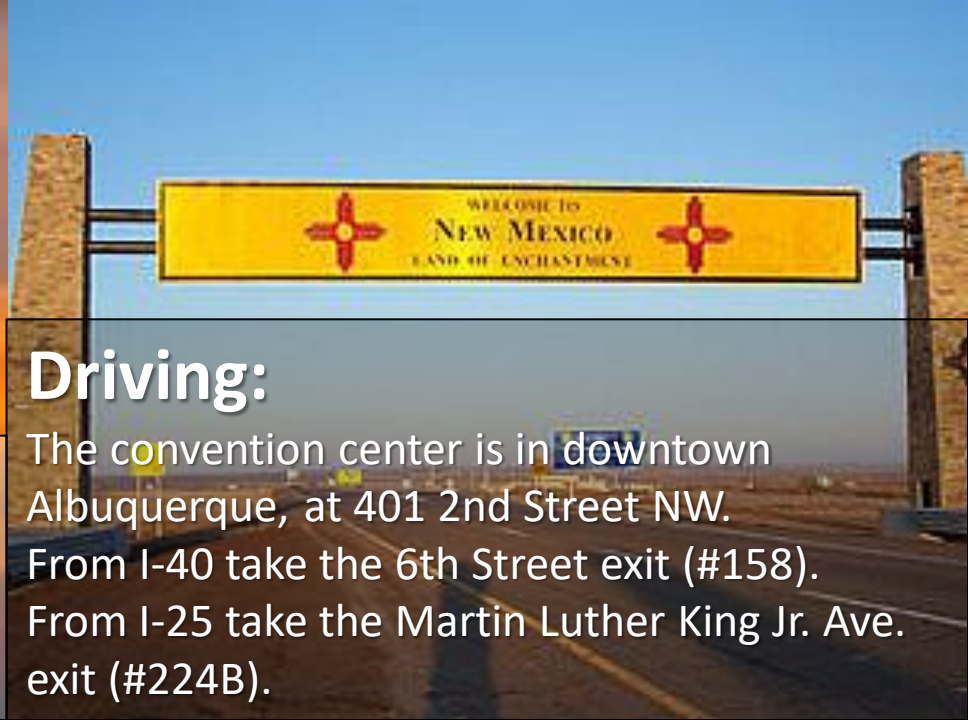 WELCOME TO
NEW MEXICO
LAND OF ENCHANTMENT
Driving:
The convention center is in downtown
Albuquerque, at 401 2nd Street NW.
From I-40 take the 6th Street exit (#158).
From I-25 take the Martin Luther King Jr. Ave.
exit (#224B).